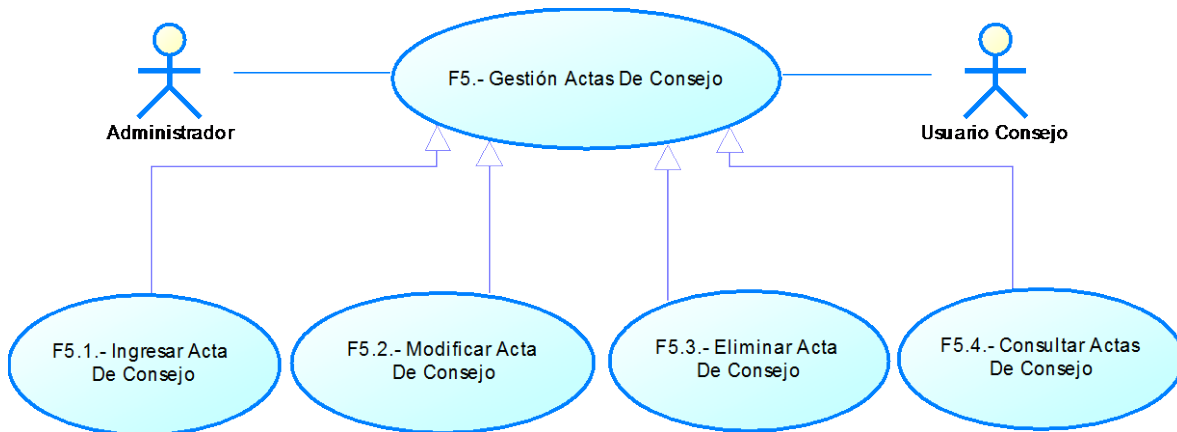 F5.- Gestión Actas De Consejo
Administrador
Usuario Consejo
F5.1.- Ingresar Acta
De Consejo
F5.2.- Modificar Acta
De Consejo
F5.3.- Eliminar Acta
De Consejo
F5.4.- Consultar Actas
De Consejo